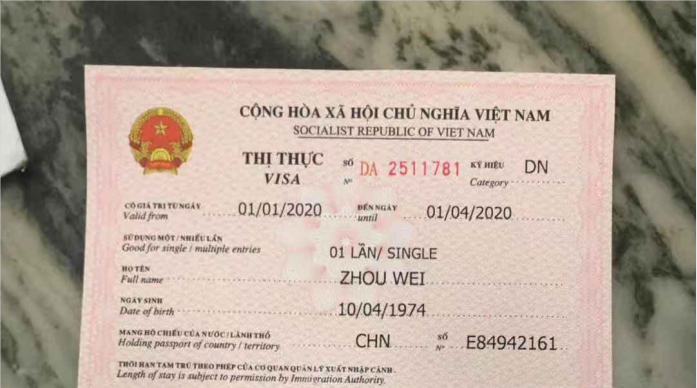 CỘNG HÒA XÃ HỘI CHỦ NGHĨA VIỆT NAM
SOCIALIST REPUBLIC OF VIET NAM
THỊ THỰC SỐ DA 2511781 KÝ HIỆU DN
VISA Nº Category
CÓ GIÁ TRỊ TỪ NGÀY 01/01/2020 ĐẾN NGÀY 01/04/2020
Valid from until
SỬ DỤNG MỘT / NHIỀU LẦN 01 LẦN/ SINGLE
Good for single / multiple entries
HỌ TÊN ZHOU WEI
Full name
NGÀY SINH 10/04/1974
Date of birth
MANG HỘ CHIẾU CỦA NƯỚC / LÃNH THỔ CHN SỐ E84942161
Holding passport of country / territory Nº
THỜI HẠN TẠM TRÚ THEO PHÉP CỦA CƠ QUAN QUẢN LÝ XUẤT NHẬP CẢNH.
Length of stay is subject to permission by Immigration Authority.